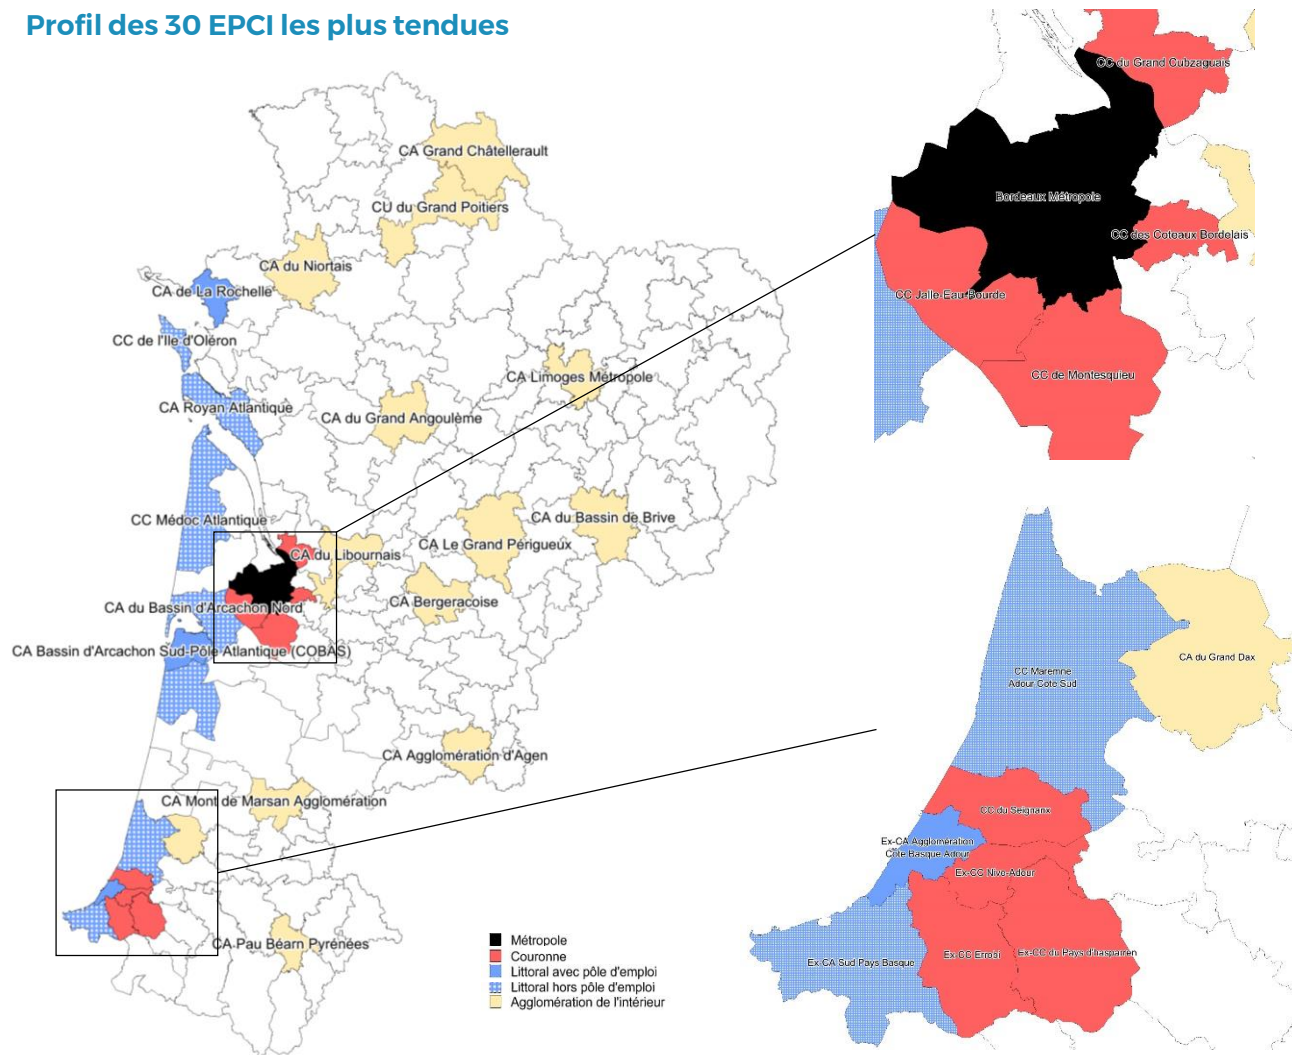 Profil des 30 EPCI les plus tendues
CA Grand Châtellerault
CU du Grand Poitiers
CA du Niortais
CA de La Rochelle
CC de l'Ile d'Oléron
CA Royan Atlantique
CA du Grand Angoulême
CA Limoges Métropole
CC Médoc Atlantique
CA du Libournais
CA Le Grand Périgueux
CA du Bassin de Brive
CA Bergeracoise
CA du Bassin d'Arcachon Nord
CA Bassin d'Arcachon Sud-Pôle Atlantique (COBAS)
CA Agglomération d'Agen
CA Mont de Marsan Agglomération
CA Pau Béarn Pyrénées
Métropole
Couronne
Littoral avec pôle d'emploi
Littoral hors pôle d'emploi
Agglomération de l'intérieur
CC du Grand Cubzaguais
Bordeaux Métropole
CC des Coteaux Bordelais
CC Jalle-Eau-Bourde
CC de Montesquieu
CA du Grand Dax
CC Maremne
Adour Côte Sud
CC du Seignanx
Ex-CA Agglomération
Côte Basque Adour
Ex-CC Nive-Adour
Ex-CA Sud Pays Basque
Ex-CC Errobi
Ex-CC du Pays d'hasparren